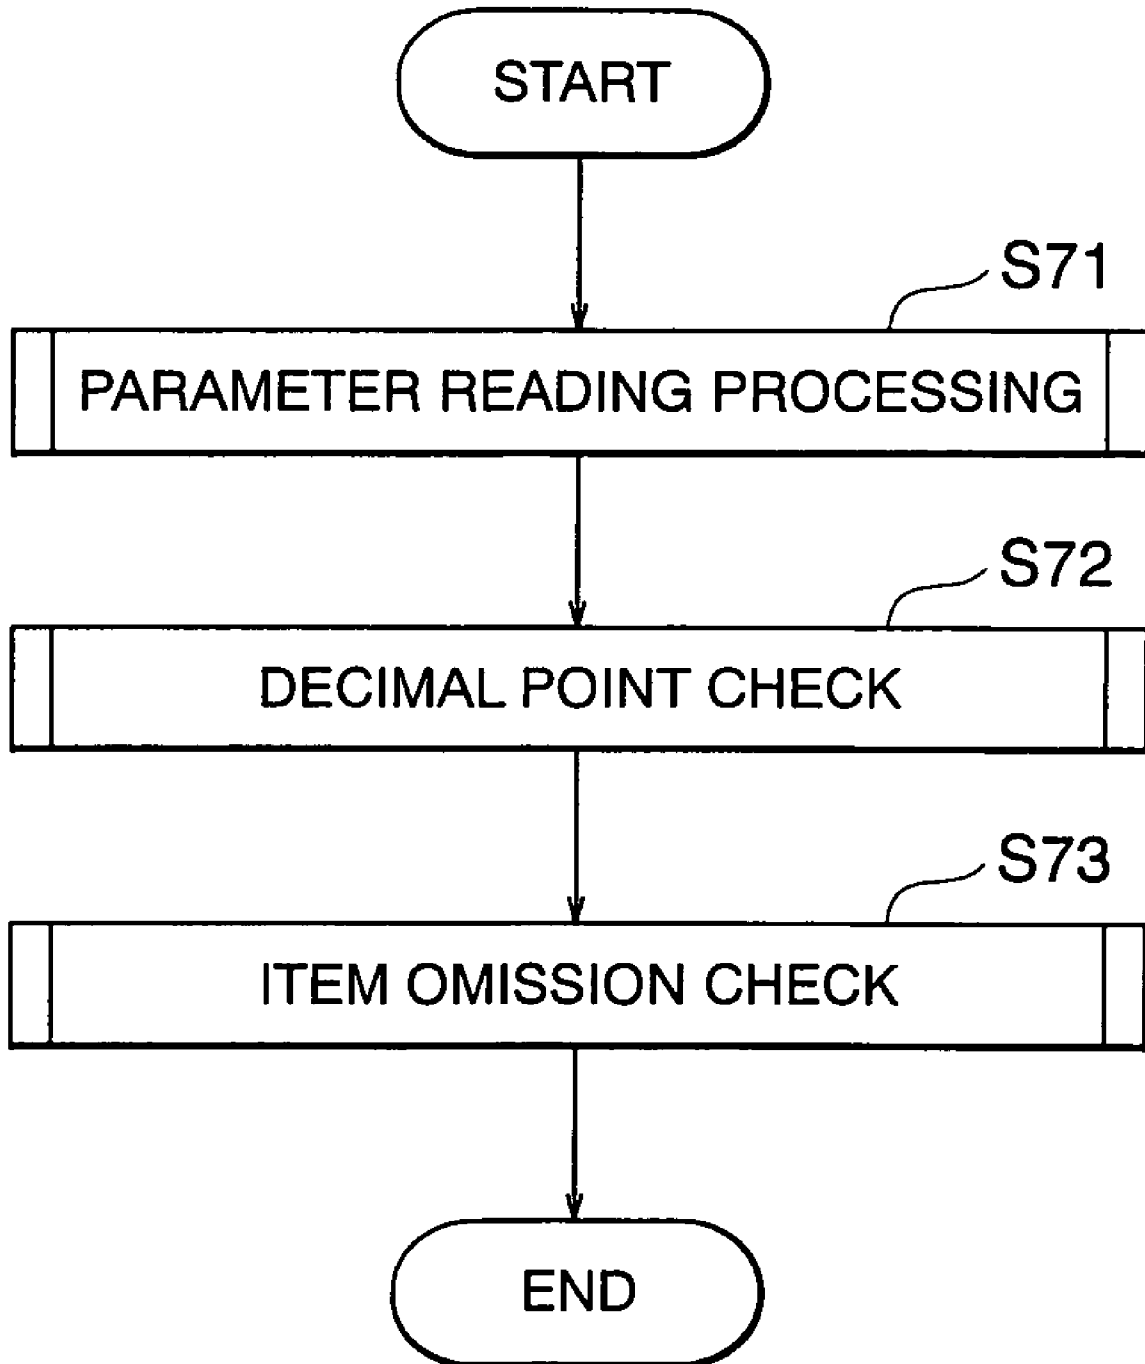 START
S71
PARAMETER READING PROCESSING
S72
DECIMAL POINT CHECK
S73
ITEM OMISSION CHECK
END